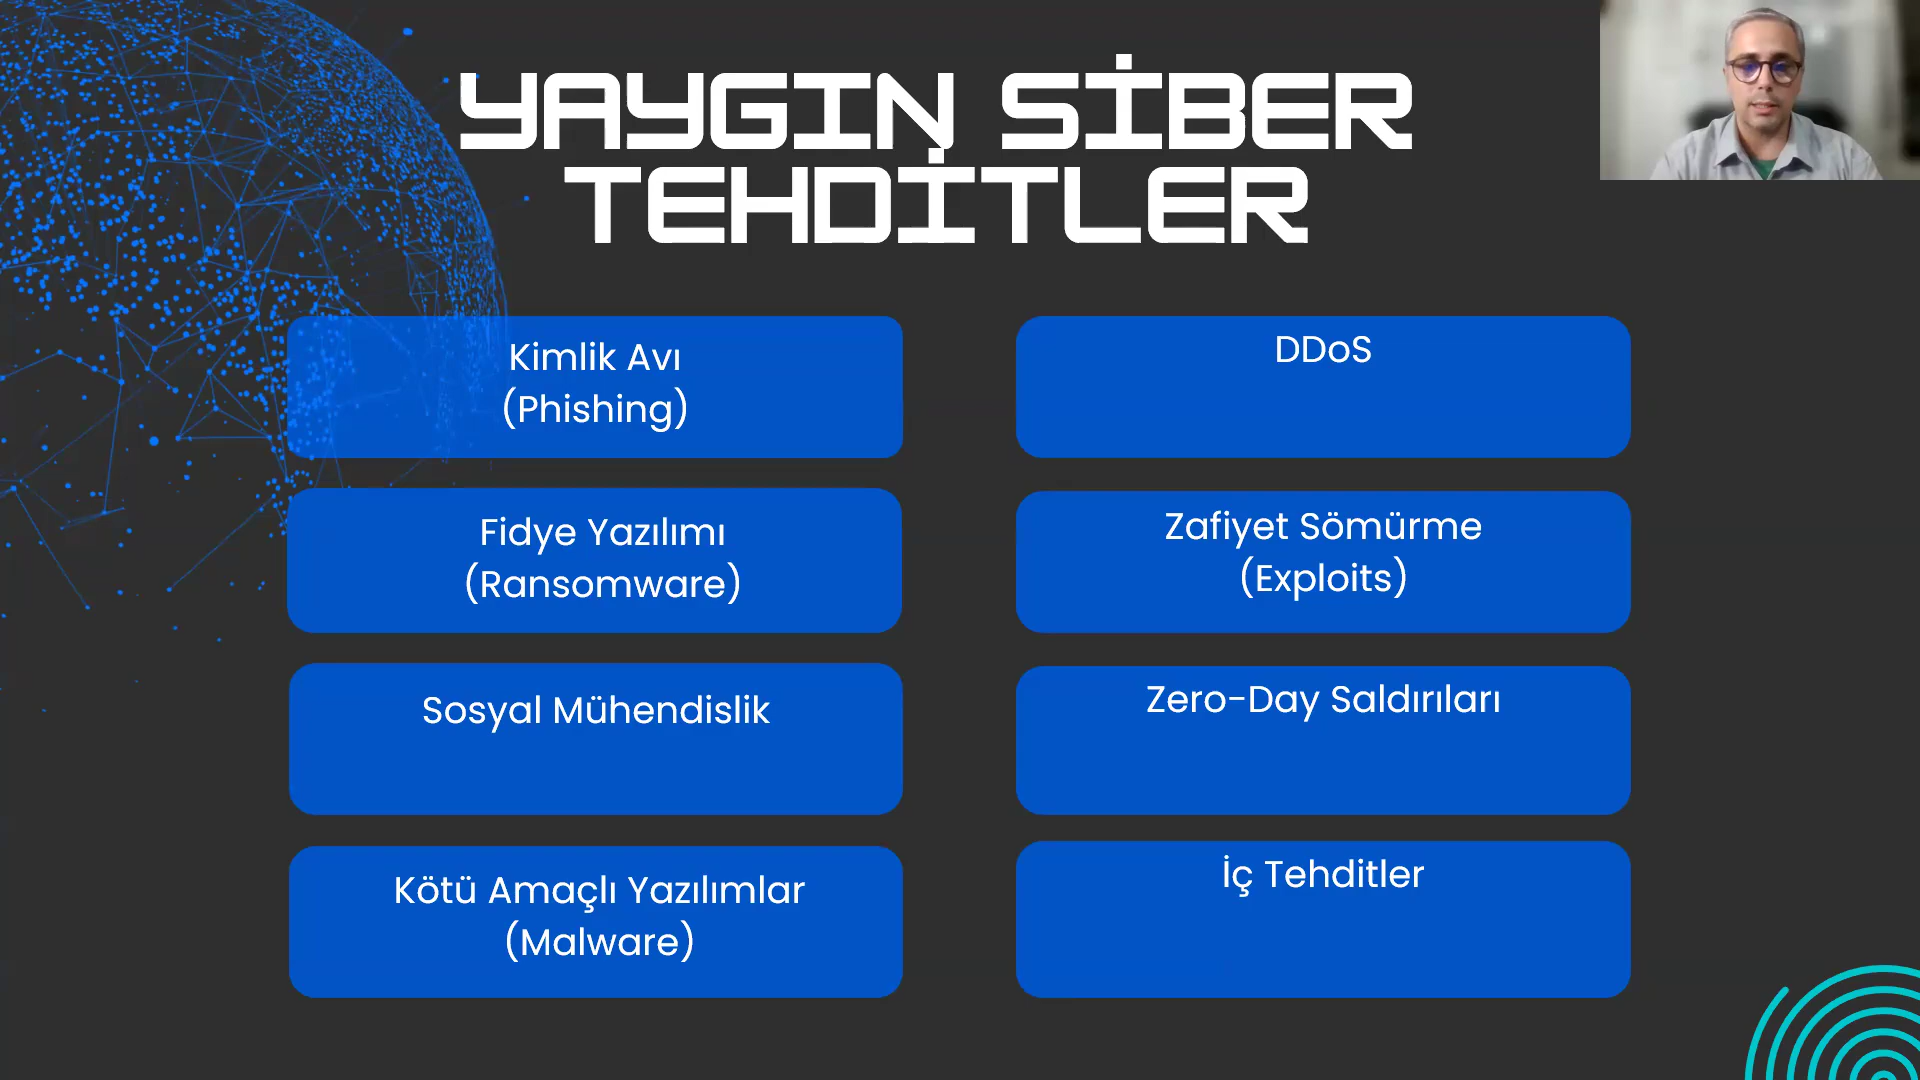 YAYGIN SİBER
TEHDİTLER
Kimlik Avı
(Phishing)
DDoS
Fidye Yazılımı
(Ransomware)
Zafiyet Sömürme
(Exploits)
Sosyal Mühendislik
Zero-Day Saldırıları
Kötü Amaçlı Yazılımlar
(Malware)
İç Tehditler